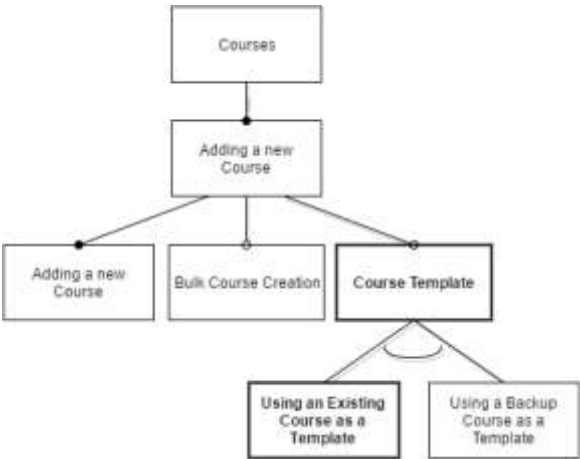 Courses
Adding a new
Course
Adding a new
Course
Bulk Course Creation
Course Template
Using an Existing
Course as a
Template
Using a Backup
Course as a
Template